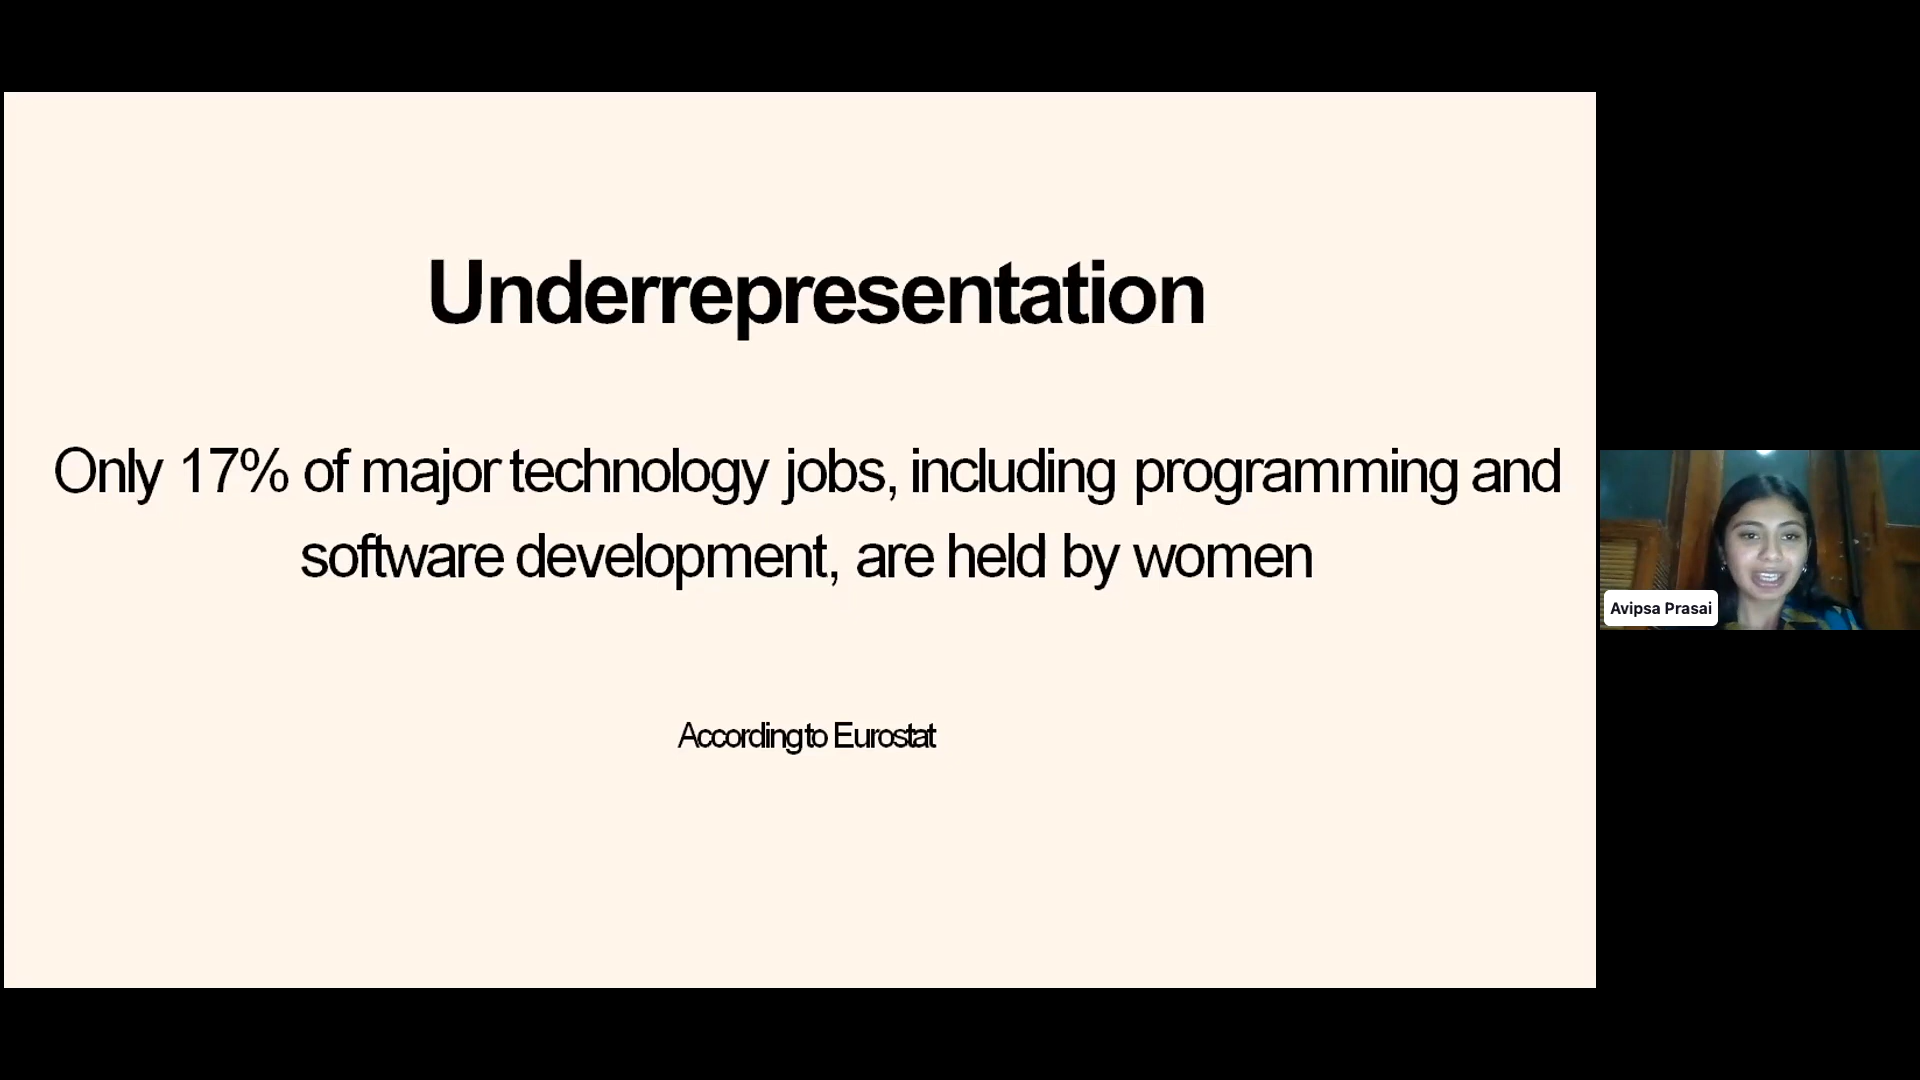 Underrepresentation
Only 17% of major technology jobs, including programming and
software development, are held by women
According to Eurostat
Avipsa Prasai